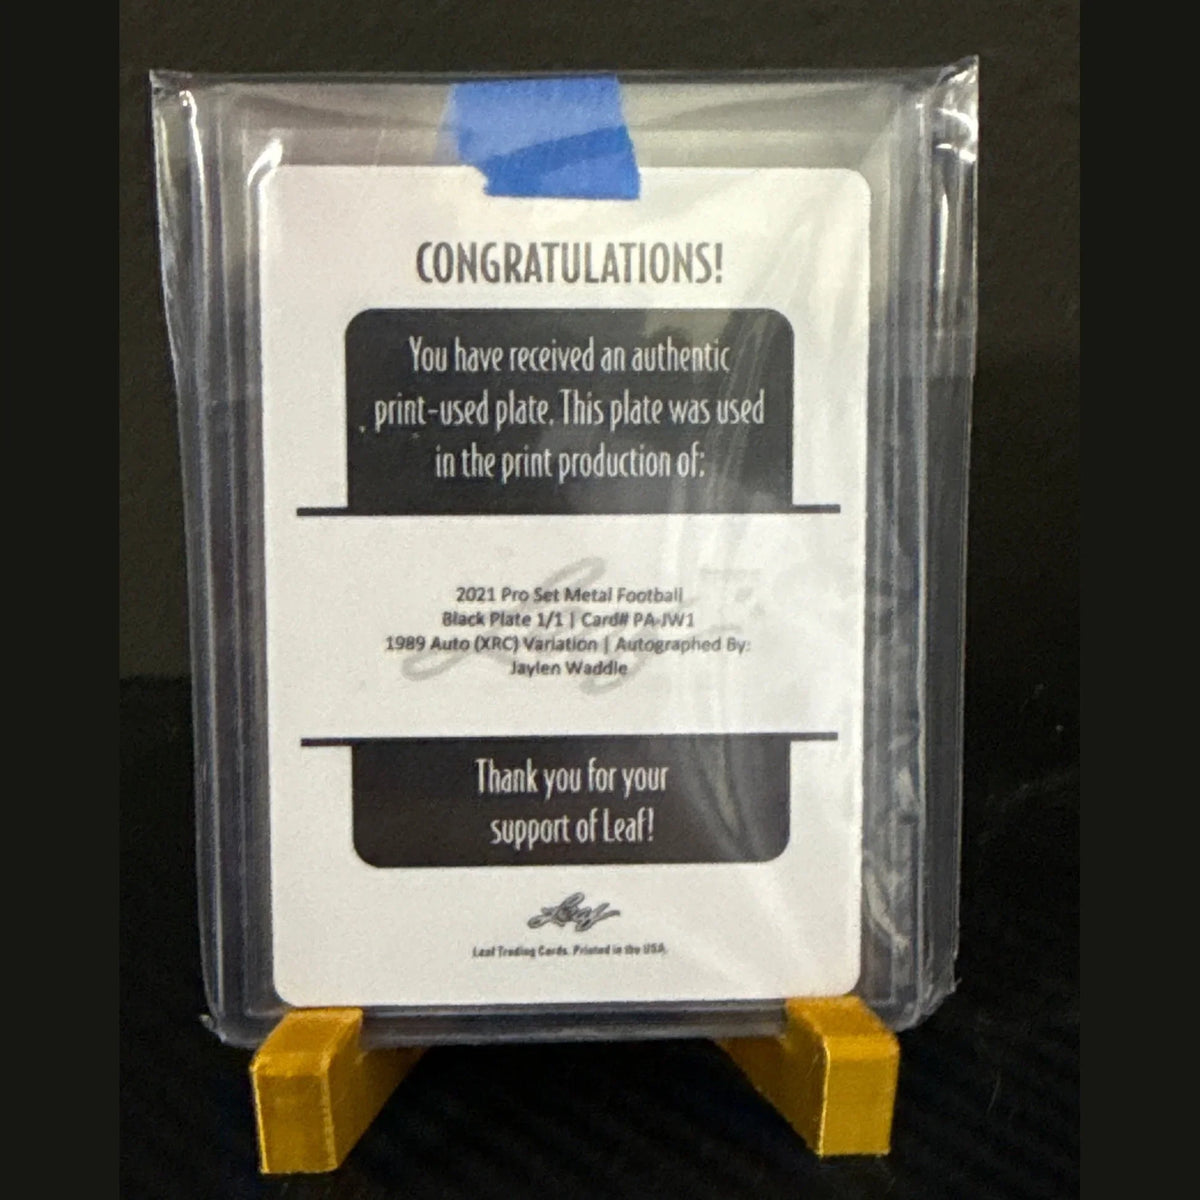 CONGRATULATIONS!
You have received an authentic
print-used plate. This plate was used
in the print production of:
2021 Pro Set Metal Football
Black Plate 1/1 | Card# PA-JW1
1989 Auto (XRC) Variation | Autographed By:
Jaylen Waddle
Thank you for your
support of Leaf!
Leaf
Leaf Trading Cards. Printed in the USA.